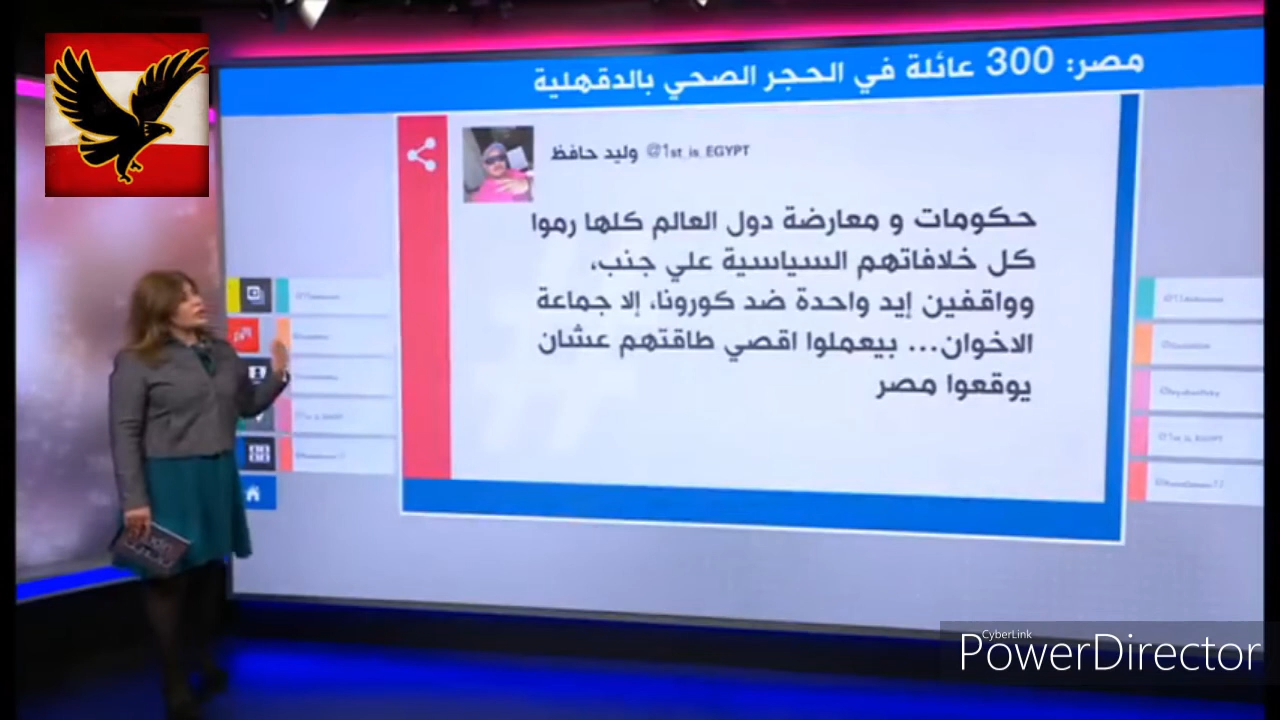 مصر: 300 عائلة في الحجر الصحي بالدقهلية
وليد حافظ @1st_is_EGYPT
حكومات و معارضة دول العالم كلها رموا
كل خلافاتهم السياسية علي جنب،
وواقفين إيد واحدة ضد كورونا، إلا جماعة
الاخوان... بيعملوا اقصي طاقتهم عشان
يوقعوا مصر
@1st_is_EGYPT
CyberLink
PowerDirector